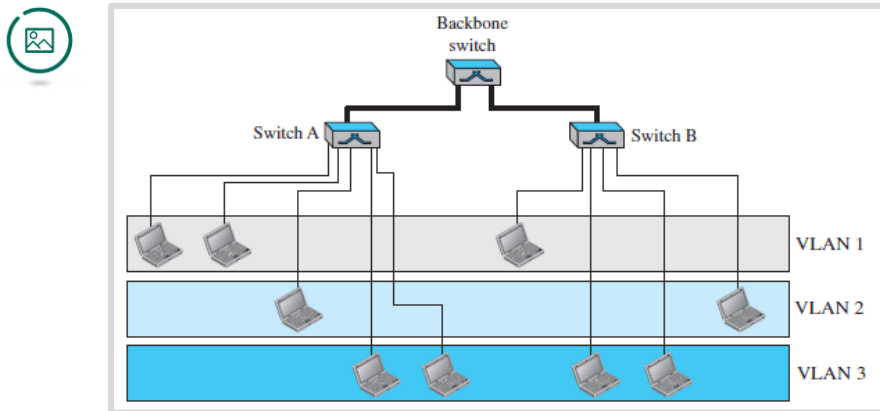 Backbone
switch
Switch A
Switch B
VLAN 1
VLAN 2
VLAN 3